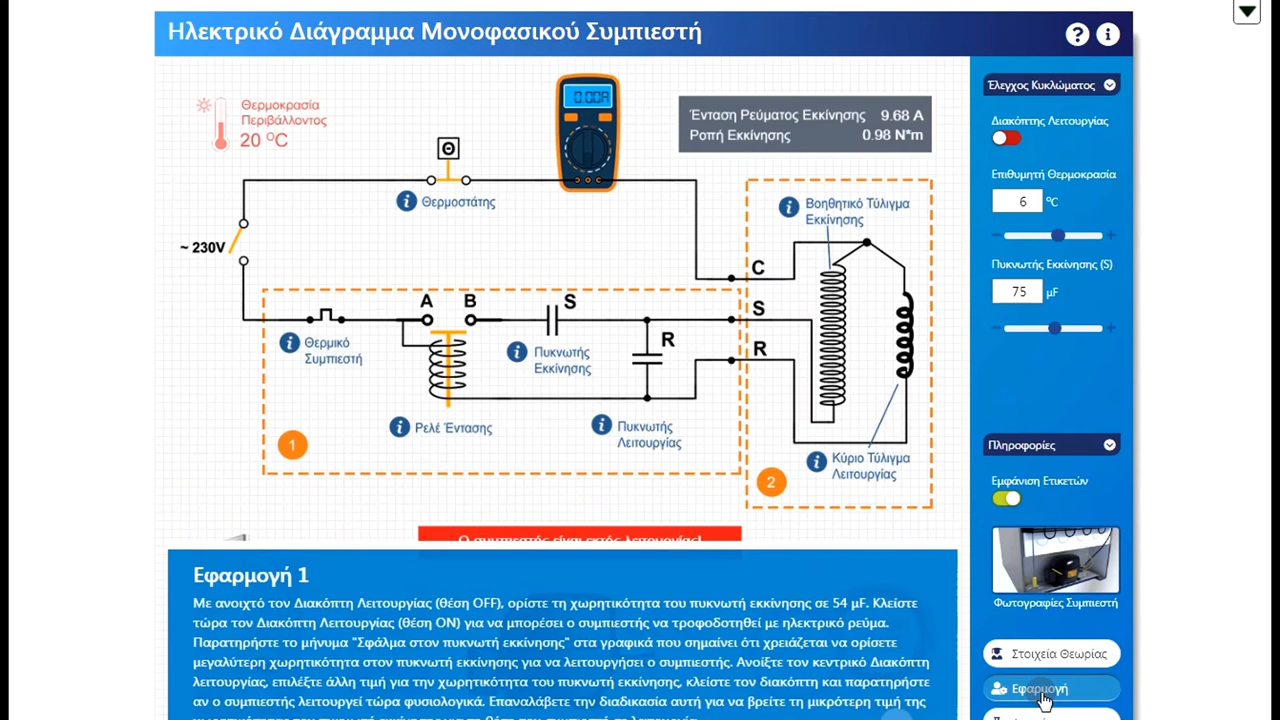 Ηλεκτρικό Διάγραμμα Μονοφασικού Συμπιεστή
?
i
Θερμοκρασία
Περιβάλλοντος
20 ºC
0.00A
Ένταση Ρεύματος Εκκίνησης 9.68 A
Ροπή Εκκίνησης 0.98 N*m
Θ
i Θερμοστάτης
~ 230V
i Βοηθητικό Τύλιγμα
Εκκίνησης
C
S
R
A B S
R
i Θερμικό
Συμπιεστή
i Πυκνωτής
Εκκίνησης
i Ρελέ Έντασης
i Πυκνωτής
Λειτουργίας
i Κύριο Τύλιγμα
Λειτουργίας
1
2
Ο συμπιεστής είναι εκτός λειτουργίας!
Έλεγχος Κυκλώματος
Διακόπτης Λειτουργίας
Επιθυμητή Θερμοκρασία
6 ºC
− +
Πυκνωτής Εκκίνησης (S)
75 μF
− +
Πληροφορίες
Εμφάνιση Ετικετών
Φωτογραφίες Συμπιεστή
Στοιχεία Θεωρίας
Εφαρμογή
Εφαρμογή 1
Με ανοιχτό τον Διακόπτη Λειτουργίας (θέση OFF), ορίστε τη χωρητικότητα του πυκνωτή εκκίνησης σε 54 μF. Κλείστε
τώρα τον Διακόπτη Λειτουργίας (θέση ON) για να μπορέσει ο συμπιεστής να τροφοδοτηθεί με ηλεκτρικό ρεύμα.
Παρατηρήστε το μήνυμα "Σφάλμα στον πυκνωτή εκκίνησης" στα γραφικά που σημαίνει ότι χρειάζεται να ορίσετε
μεγαλύτερη χωρητικότητα στον πυκνωτή εκκίνησης για να λειτουργήσει ο συμπιεστής. Ανοίξτε τον κεντρικό Διακόπτη
λειτουργίας, επιλέξτε άλλη τιμή για την χωρητικότητα του πυκνωτή εκκίνησης, κλείστε τον διακόπτη και παρατηρήστε
αν ο συμπιεστής λειτουργεί τώρα φυσιολογικά. Επαναλάβετε την διαδικασία αυτή για να βρείτε τη μικρότερη τιμή της